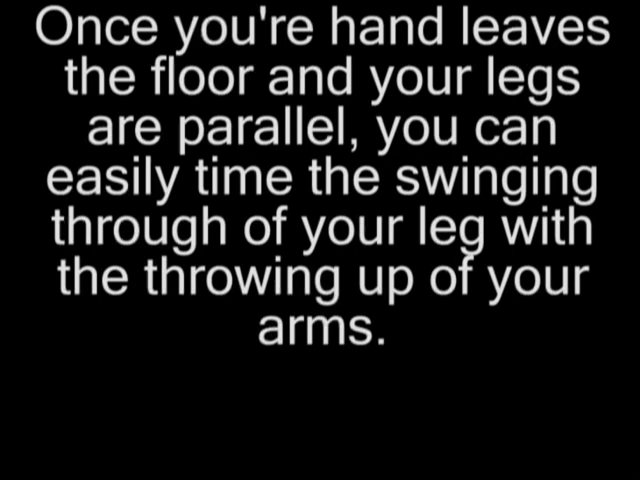 Once you're hand leaves
the floor and your legs
are parallel, you can
easily time the swinging
through of your leg with
the throwing up of your
arms.